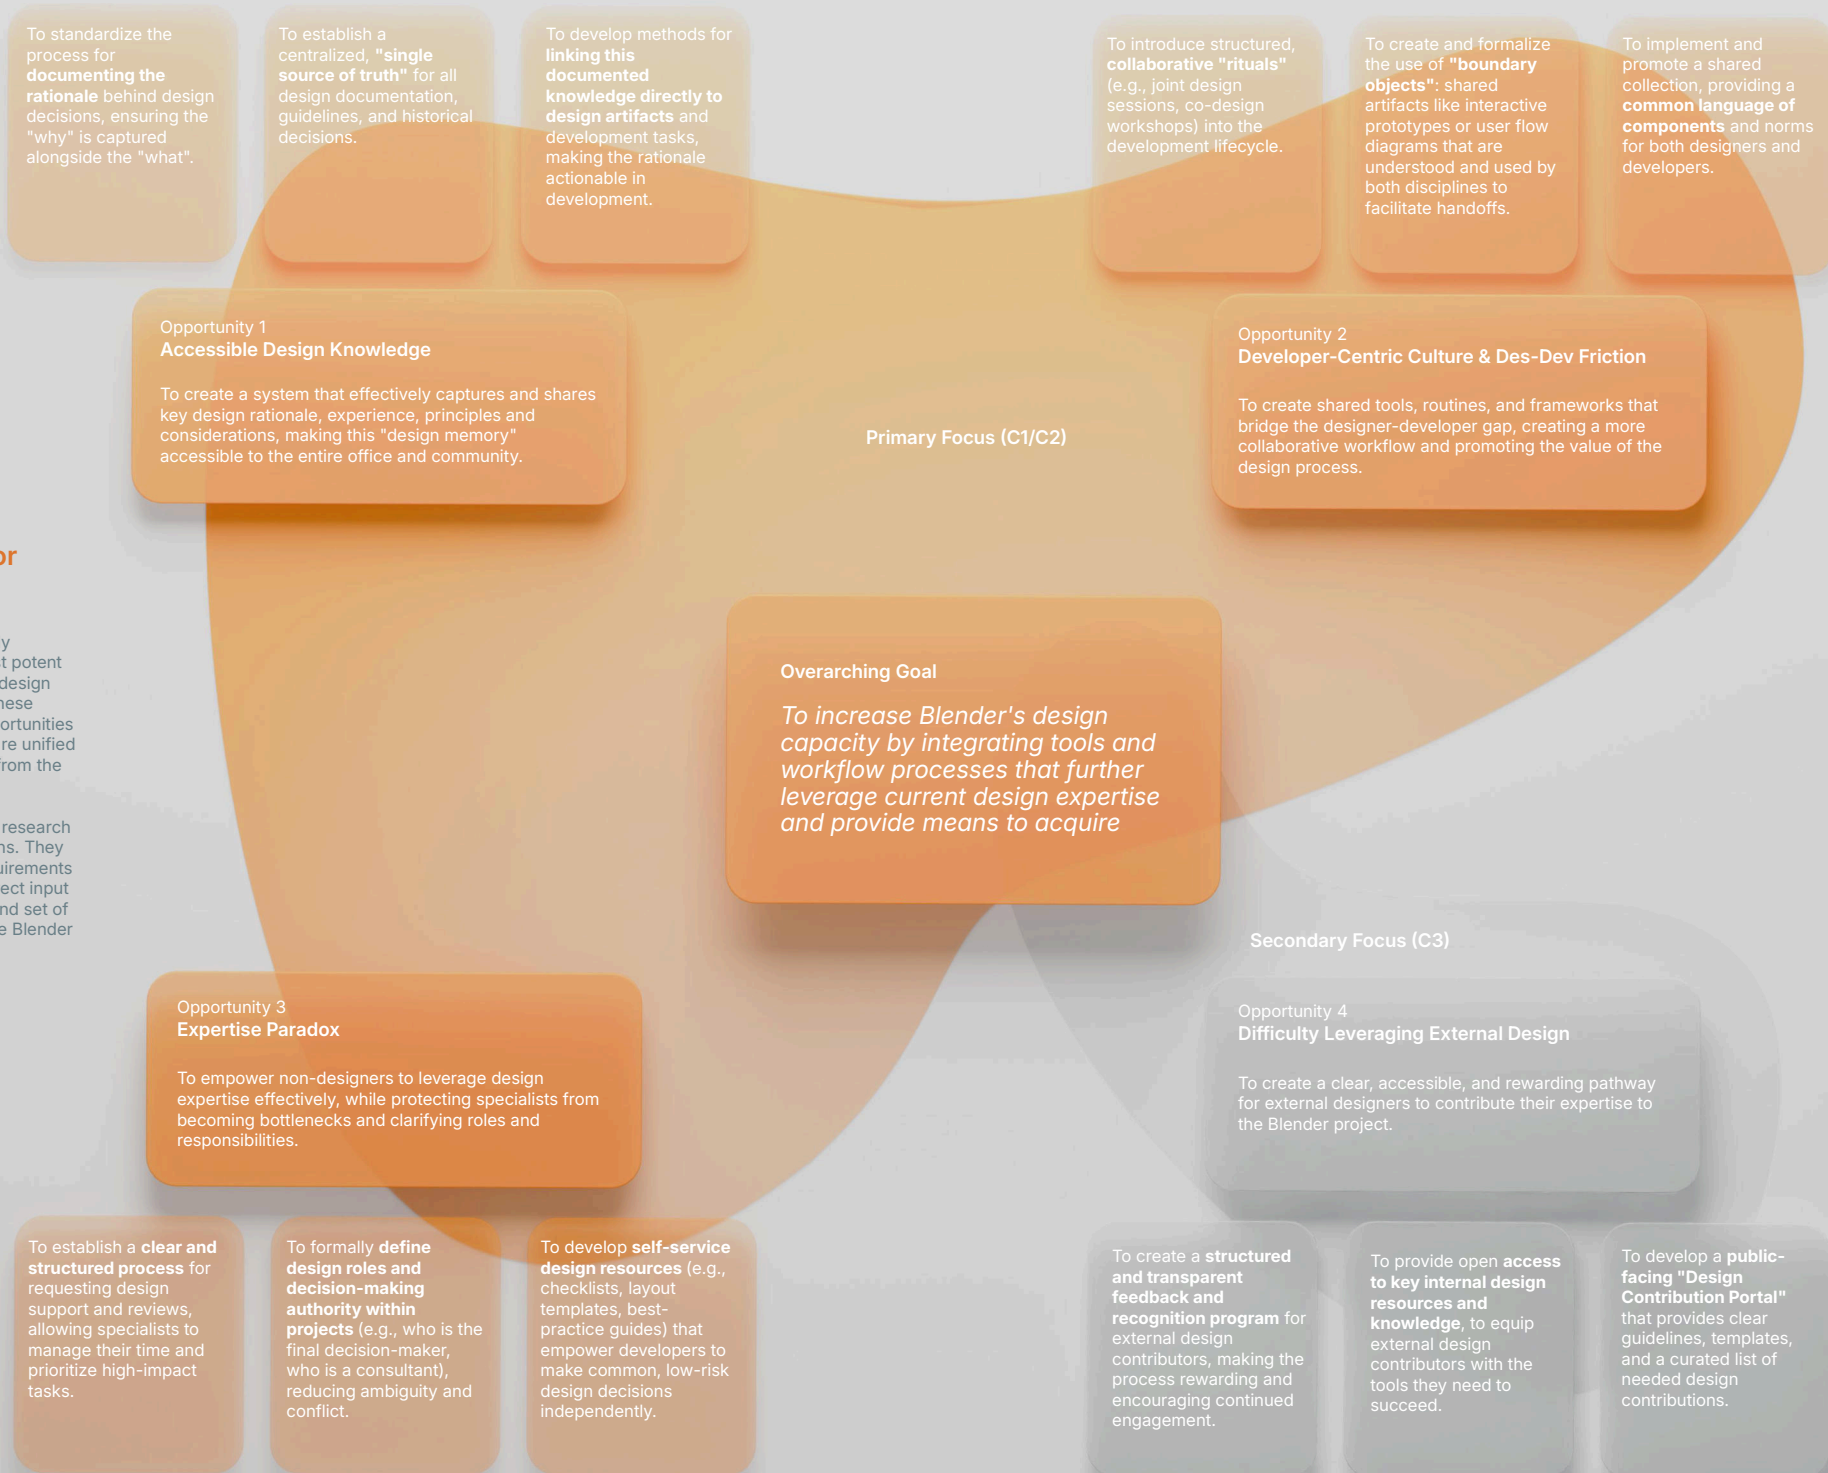 To standardize the
process for
documenting the
rationale behind design
decisions, ensuring the
"why" is captured
alongside the "what".
To establish a
centralized, "single
source of truth" for all
design documentation,
guidelines, and historical
decisions.
To develop methods for
linking this
documented
knowledge directly to
design artifacts and
development tasks,
making the rationale
actionable in
development.
To introduce structured,
collaborative "rituals"
(e.g., joint design
sessions, co-design
workshops) into the
development lifecycle.
To create and formalize
the use of "boundary
objects": shared
artifacts like interactive
prototypes or user flow
diagrams that are
understood and used by
both disciplines to
facilitate handoffs.
To implement and
promote a shared
collection, providing a
common language of
components and norms
for both designers and
developers.
Opportunity 1
Accessible Design Knowledge
To create a system that effectively captures and shares
key design rationale, experience, principles and
considerations, making this "design memory"
accessible to the entire office and community.
Primary Focus (C1/C2)
Opportunity 2
Developer-Centric Culture & Des-Dev Friction
To create shared tools, routines, and frameworks that
bridge the designer-developer gap, creating a more
collaborative workflow and promoting the value of the
design process.
or
y
t potent
design
hese
ortunities
re unified
from the
research
ns. They
uirements
ect input
nd set of
e Blender
Overarching Goal
To increase Blender's design
capacity by integrating tools and
workflow processes that further
leverage current design expertise
and provide means to acquire
Secondary Focus (C3)
Opportunity 3
Expertise Paradox
To empower non-designers to leverage design
expertise effectively, while protecting specialists from
becoming bottlenecks and clarifying roles and
responsibilities.
Opportunity 4
Difficulty Leveraging External Design
To create a clear, accessible, and rewarding pathway
for external designers to contribute their expertise to
the Blender project.
To establish a clear and
structured process for
requesting design
support and reviews,
allowing specialists to
manage their time and
prioritize high-impact
tasks.
To formally define
design roles and
decision-making
authority within
projects (e.g., who is the
final decision-maker,
who is a consultant),
reducing ambiguity and
conflict.
To develop self-service
design resources (e.g.,
checklists, layout
templates, best-
practice guides) that
empower developers to
make common, low-risk
design decisions
independently.
To create a structured
and transparent
feedback and
recognition program for
external design
contributors, making the
process rewarding and
encouraging continued
engagement.
To provide open access
to key internal design
resources and
knowledge, to equip
external design
contributors with the
tools they need to
succeed.
To develop a public-
facing "Design
Contribution Portal"
that provides clear
guidelines, templates,
and a curated list of
needed design
contributions.